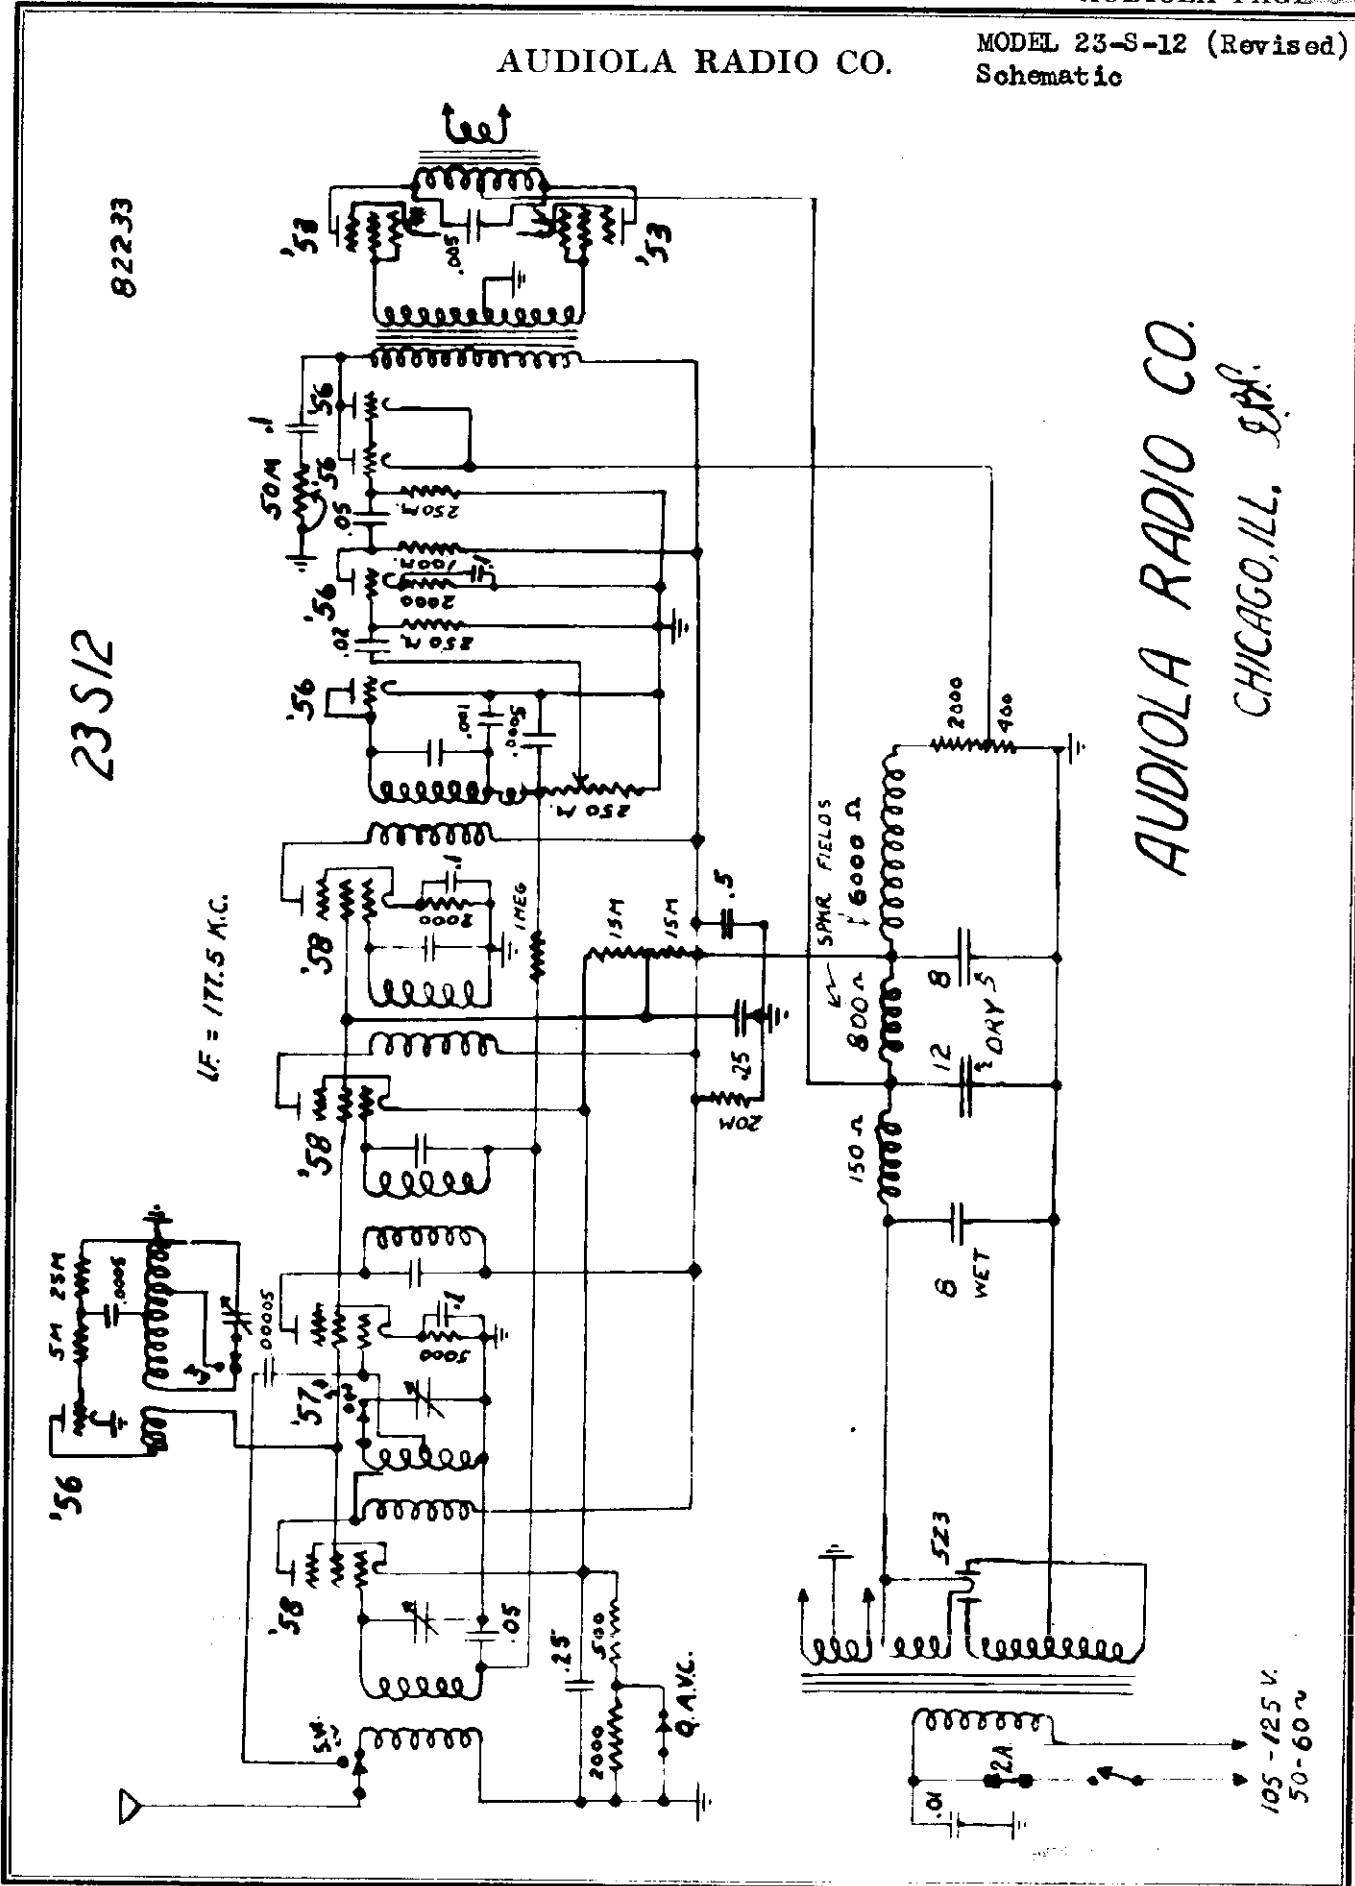 AUDIOLA RADIO CO.
MODEL 23-S-12 (Revised)
Schematic
82233
23 S12
I.F. = 177.5 K.C.
'53
'53
.005
'56
.1
50M
'56
.05
250M.
100M
.1
'56
2000
.02
250M
'56
.001
.0005
250M
.1
2000
'58
1MEG
15M
15M
.5
.25
20M
'58
25M
5M
.0005
.00005
'56
'57
.1
5000
'58
.05
.25
500
2000
Q.A.V.C.
S.W.
SPKR FIELDS
6000 Ω
800 Ω
150 Ω
2000
400
8
12
DRY
8
WET
5Z3
2A
.01
105-125 V.
50-60~
AUDIOLA RADIO CO.
CHICAGO, ILL.